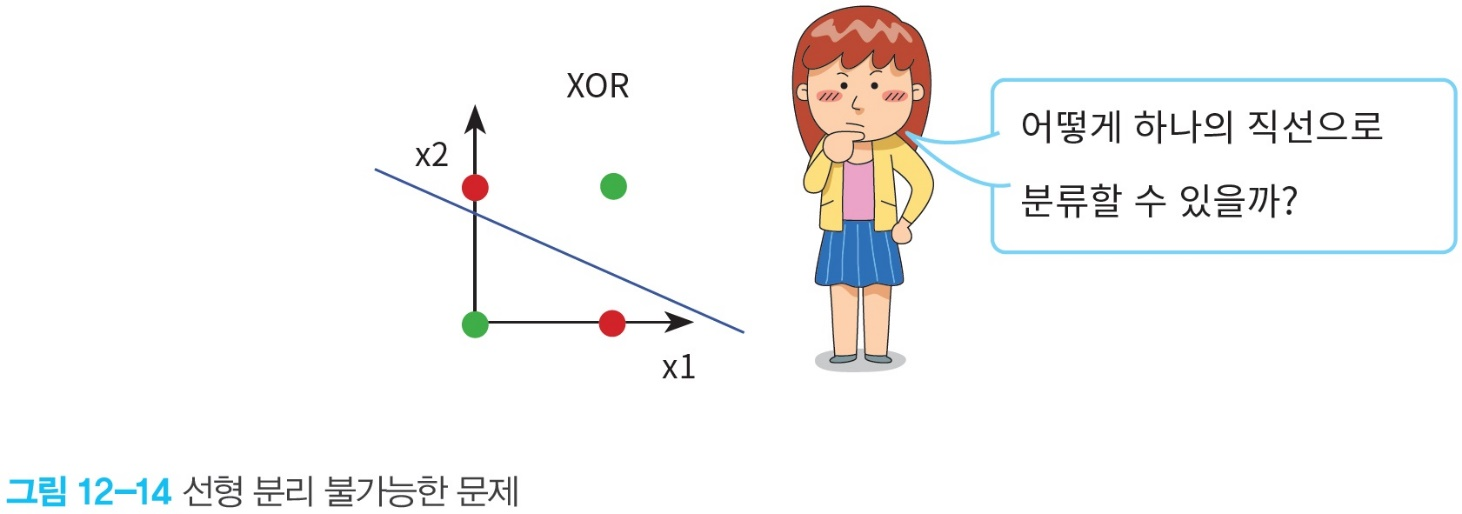 XOR
x2
x1
어떻게 하나의 직선으로
분류할 수 있을까?
그림 12-14 선형 분리 불가능한 문제